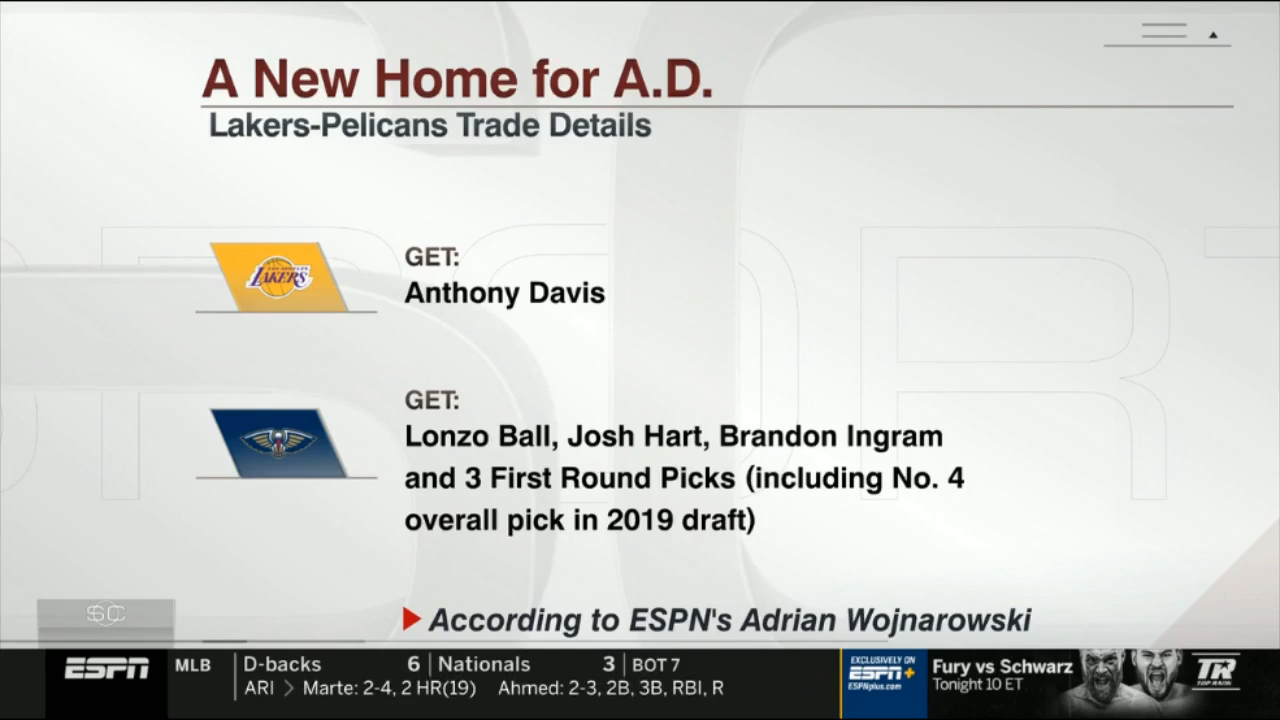 A New Home for A.D.
Lakers-Pelicans Trade Details
LAKERS
GET:
Anthony Davis
GET:
Lonzo Ball, Josh Hart, Brandon Ingram
and 3 First Round Picks (including No. 4
overall pick in 2019 draft)
SC
According to ESPN's Adrian Wojnarowski
ESPN
MLB
D-backs 6 Nationals 3 BOT 7
ARI > Marte: 2-4, 2 HR(19) Ahmed: 2-3, 2B, 3B, RBI, R
EXCLUSIVELY ON
ESPN+
ESPNplus.com
Fury vs Schwarz
Tonight 10 ET
TR
TOP RANK